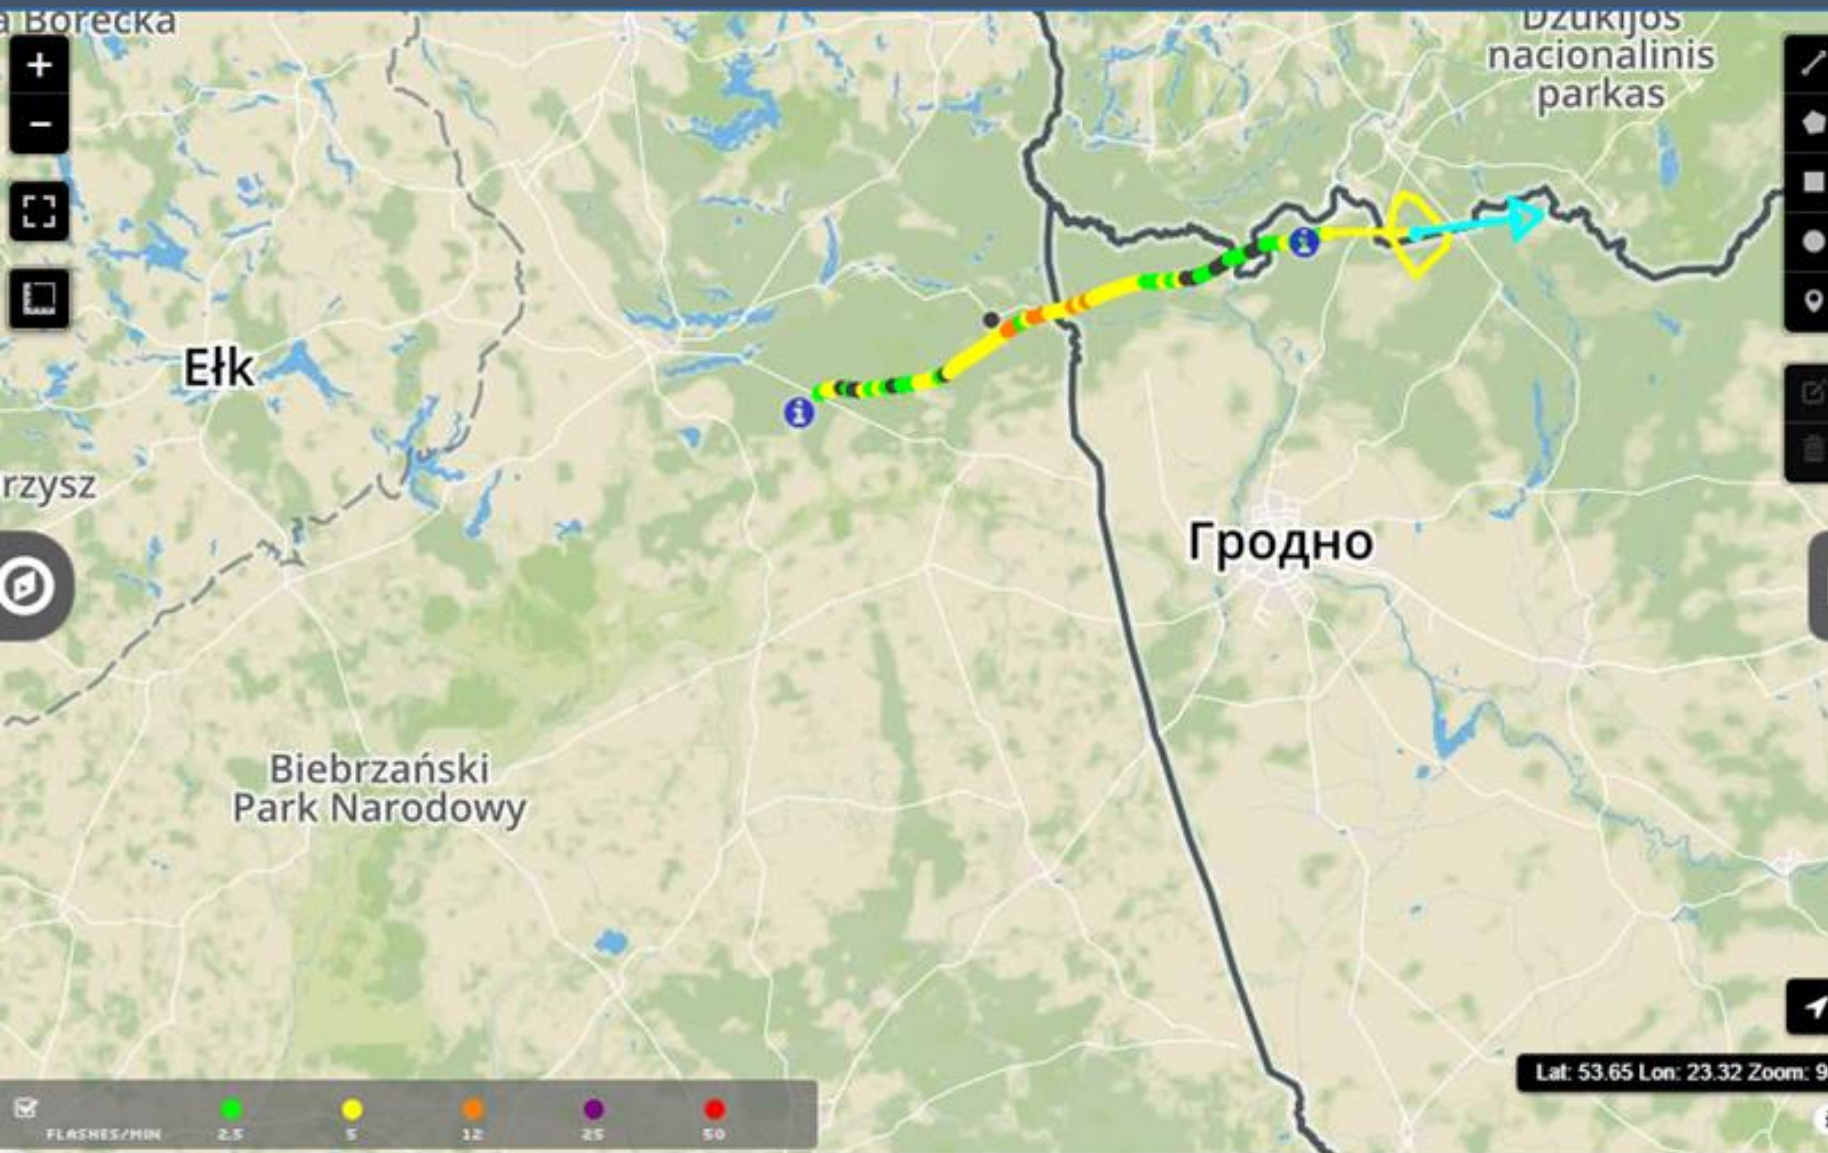 a Borecka
Dzūkijos
nacionalinis
parkas
Ełk
rzysz
Гродно
Biebrzański
Park Narodowy
Lat: 53.65 Lon: 23.32 Zoom: 9
FLASHES/MIN 2.5 5 12 25 50